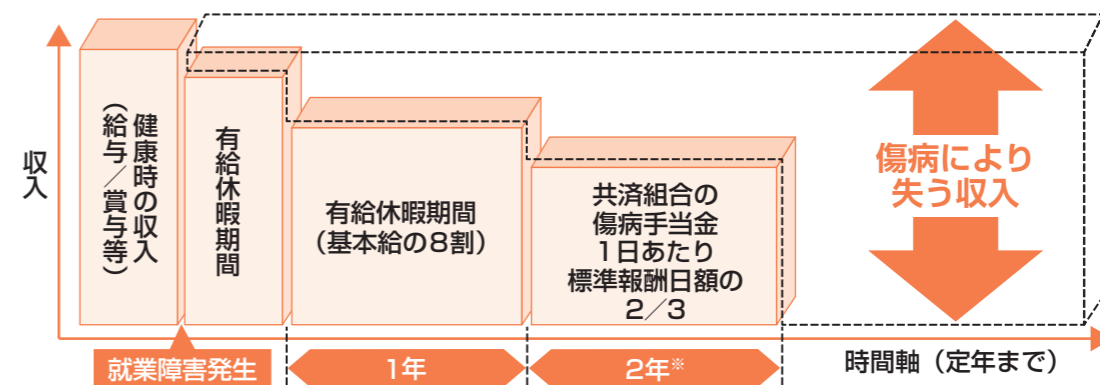 収入
健康時の収入
（給与／賞与等）
有給休暇期間
有給休暇期間
（基本給の８割）
共済組合の
傷病手当金
１日あたり
標準報酬日額の
２／３
傷病により
失う収入
就業障害発生
1年
2年※
時間軸（定年まで）